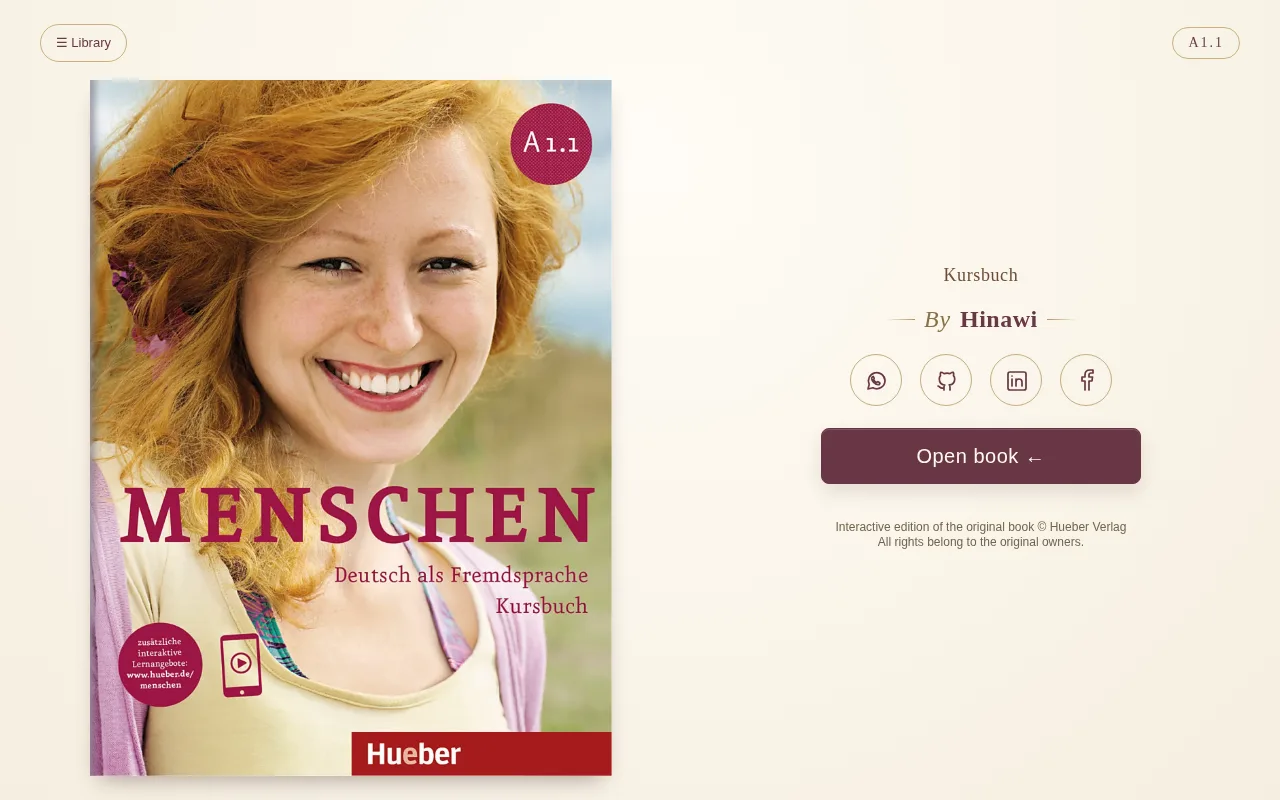 ☰ Library
A1.1
A 1.1
MENSCHEN
Deutsch als Fremdsprache
Kursbuch
zusätzliche
interaktive
Lernangebote:
www.hueber.de/
menschen
Hueber
Kursbuch
By Hinawi
Open book ←
Interactive edition of the original book © Hueber Verlag
All rights belong to the original owners.